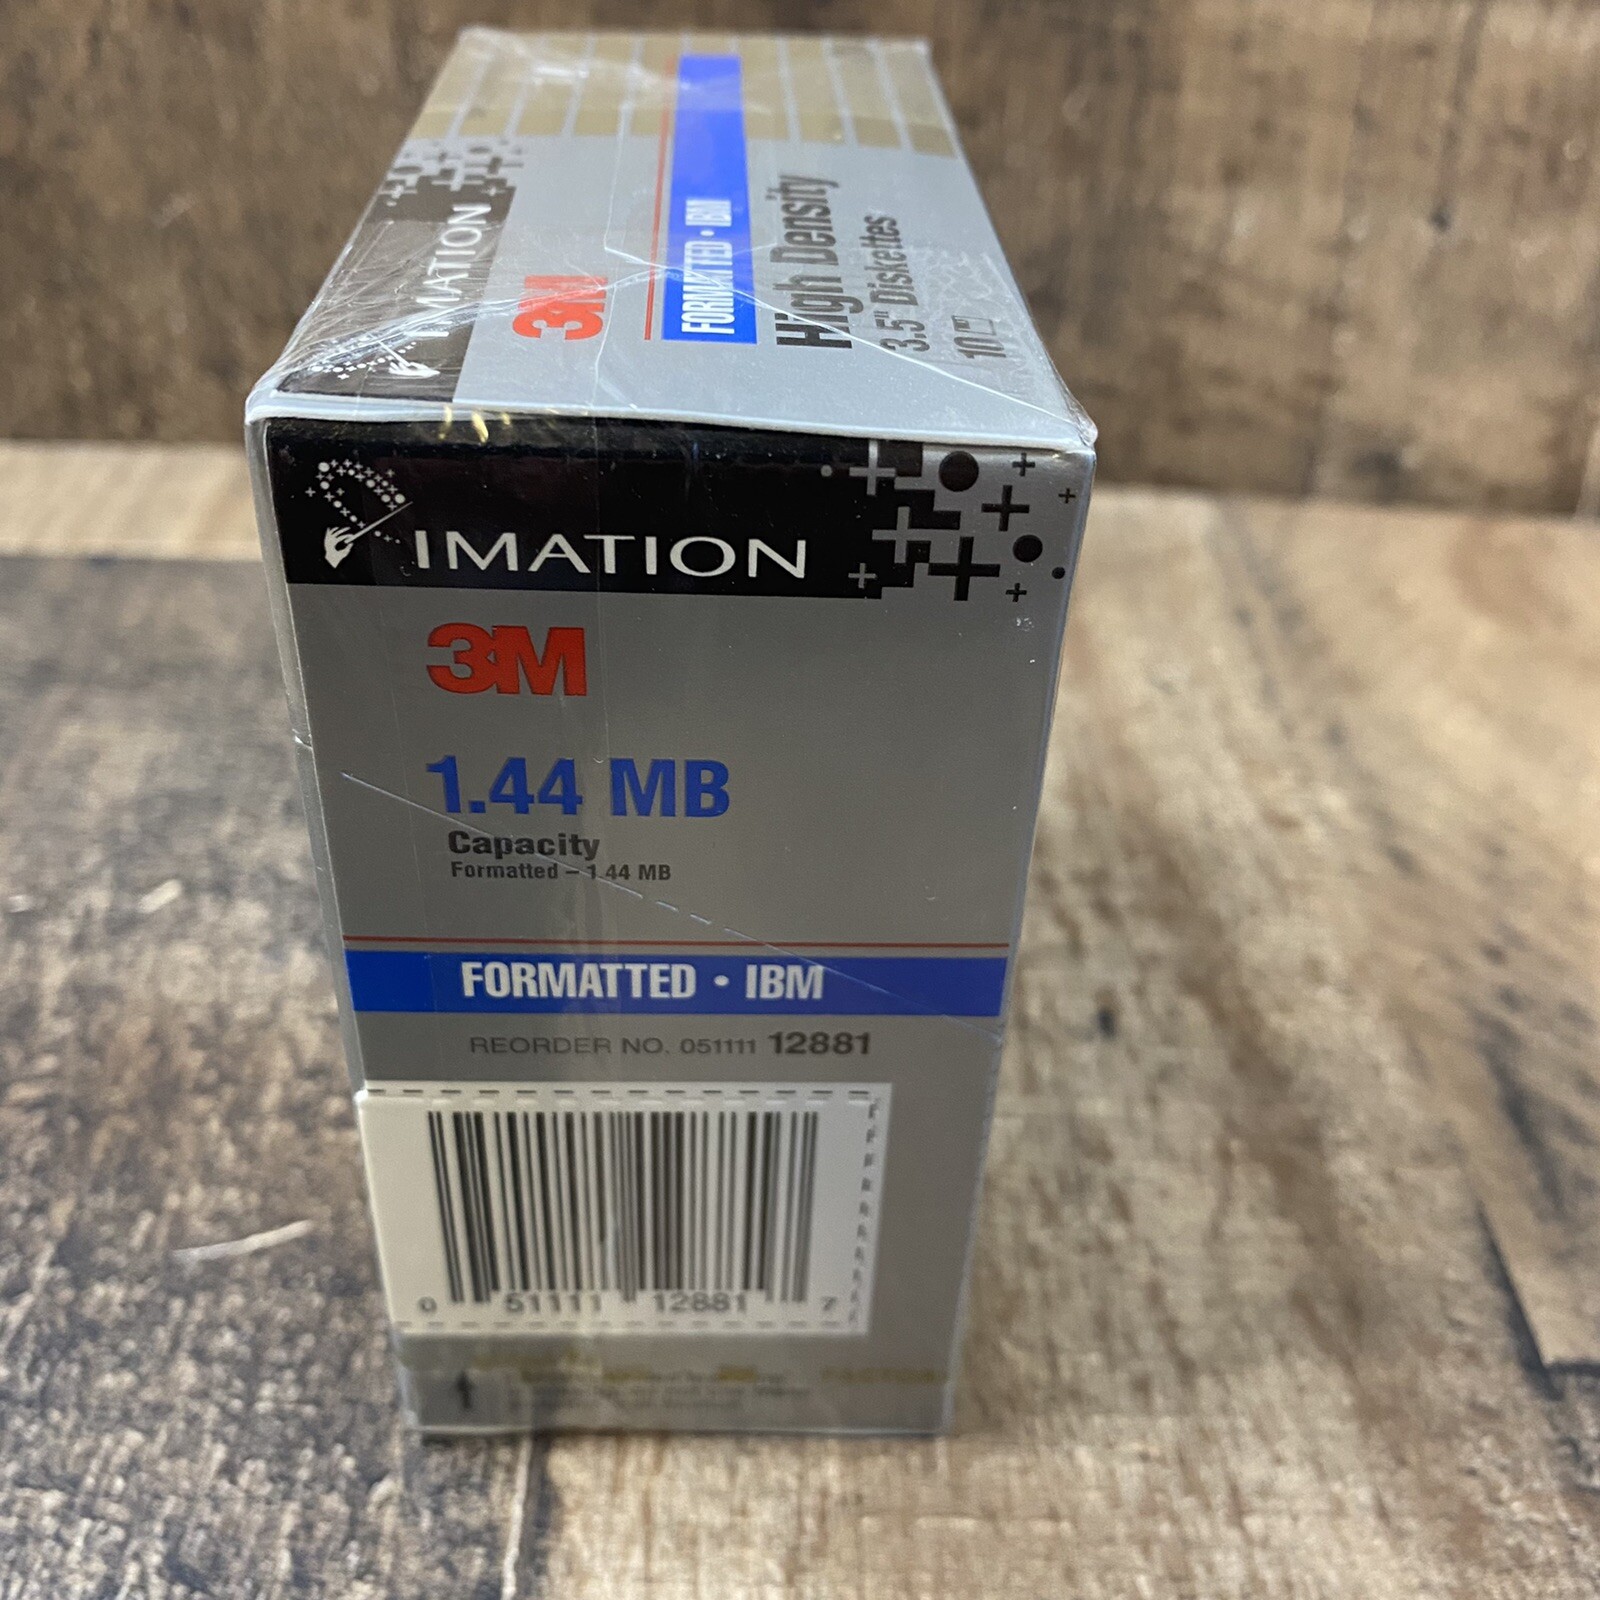 IMATION
3M
FORMATTED • IBM
High Density
3.5" Diskettes
10
IMATION
3M
1.44 MB
Capacity
Formatted – 1.44 MB
FORMATTED • IBM
REORDER NO. 051111 12881
0 51111 12881 7